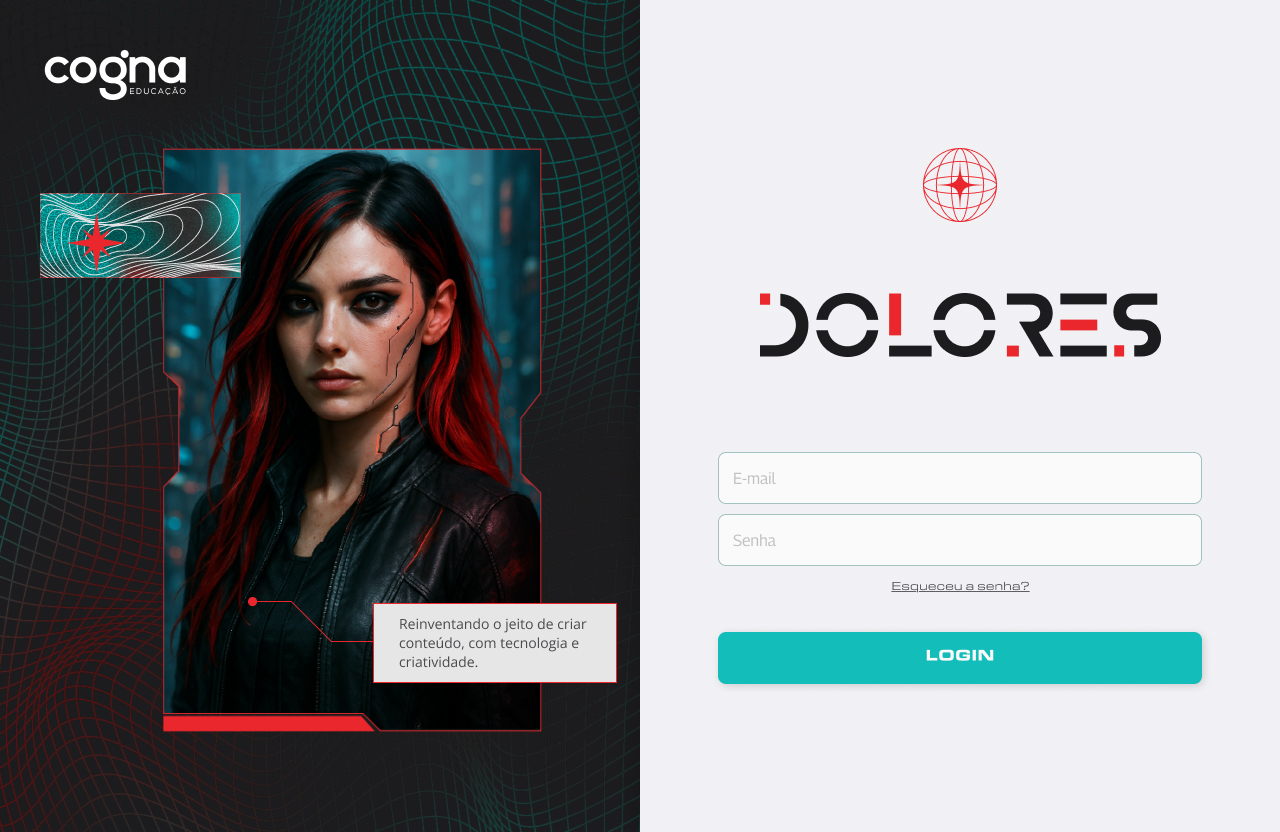 cogna
EDUCAÇÃO
Reinventando o jeito de criar
conteúdo, com tecnologia e
criatividade.
DOLORES
E-mail
Senha
Esqueceu a senha?
LOGIN